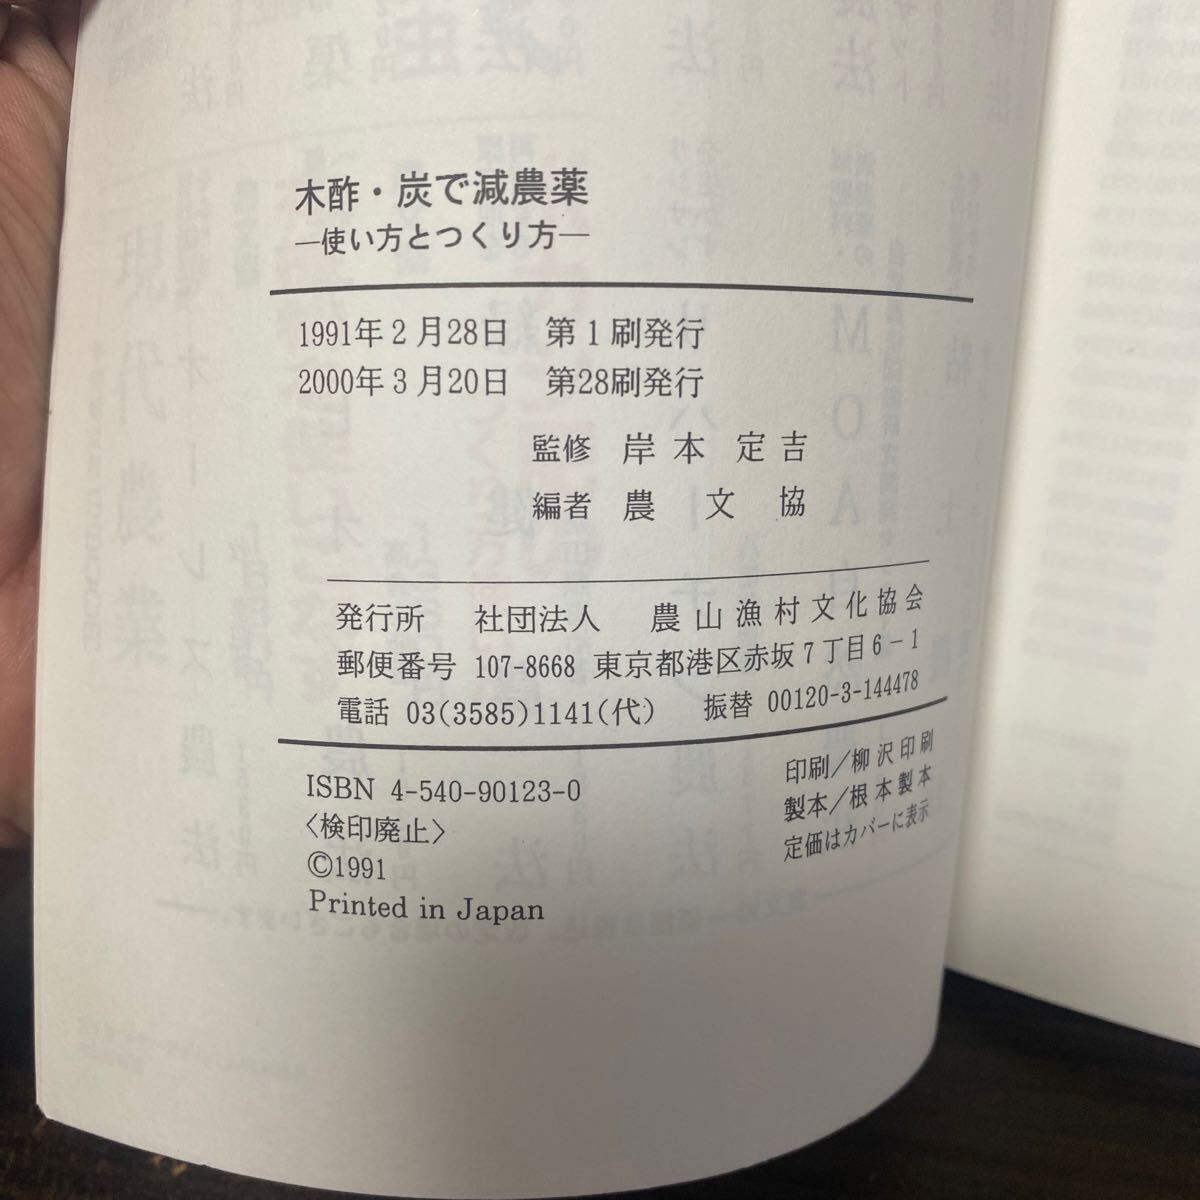 木酢・炭で減農薬
―使い方とつくり方―
1991年2月28日 第1刷発行
2000年3月20日 第28刷発行
監修 岸本定吉
編者 農文協
発行所 社団法人 農山漁村文化協会
郵便番号 107-8668 東京都港区赤坂7丁目6-1
電話 03(3585)1141(代) 振替 00120-3-144478
ISBN 4-540-90123-0
〈検印廃止〉
©1991
Printed in Japan
印刷/柳沢印刷
製本/根本製本
定価はカバーに表示